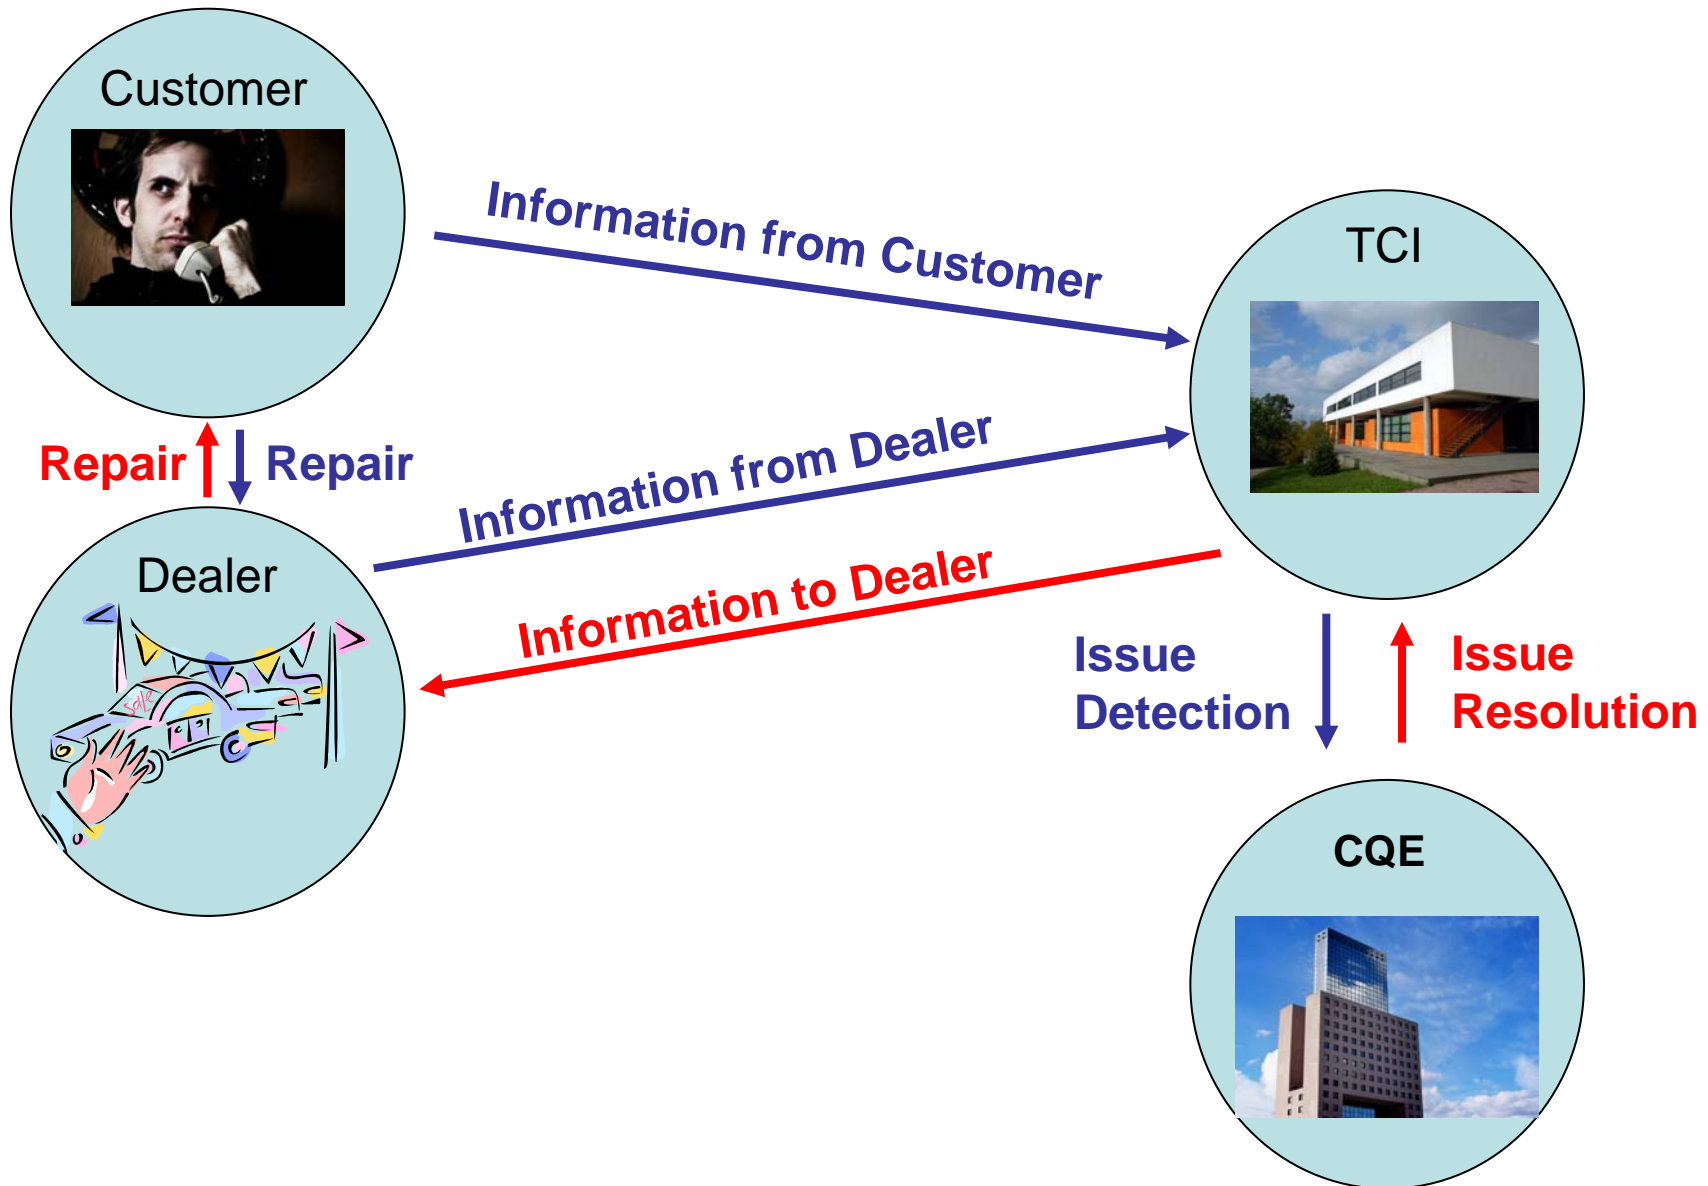 Customer
Information from Customer
TCI
Repair
Repair
Information from Dealer
Dealer
Information to Dealer
Sale
Issue
Detection
Issue
Resolution
CQE